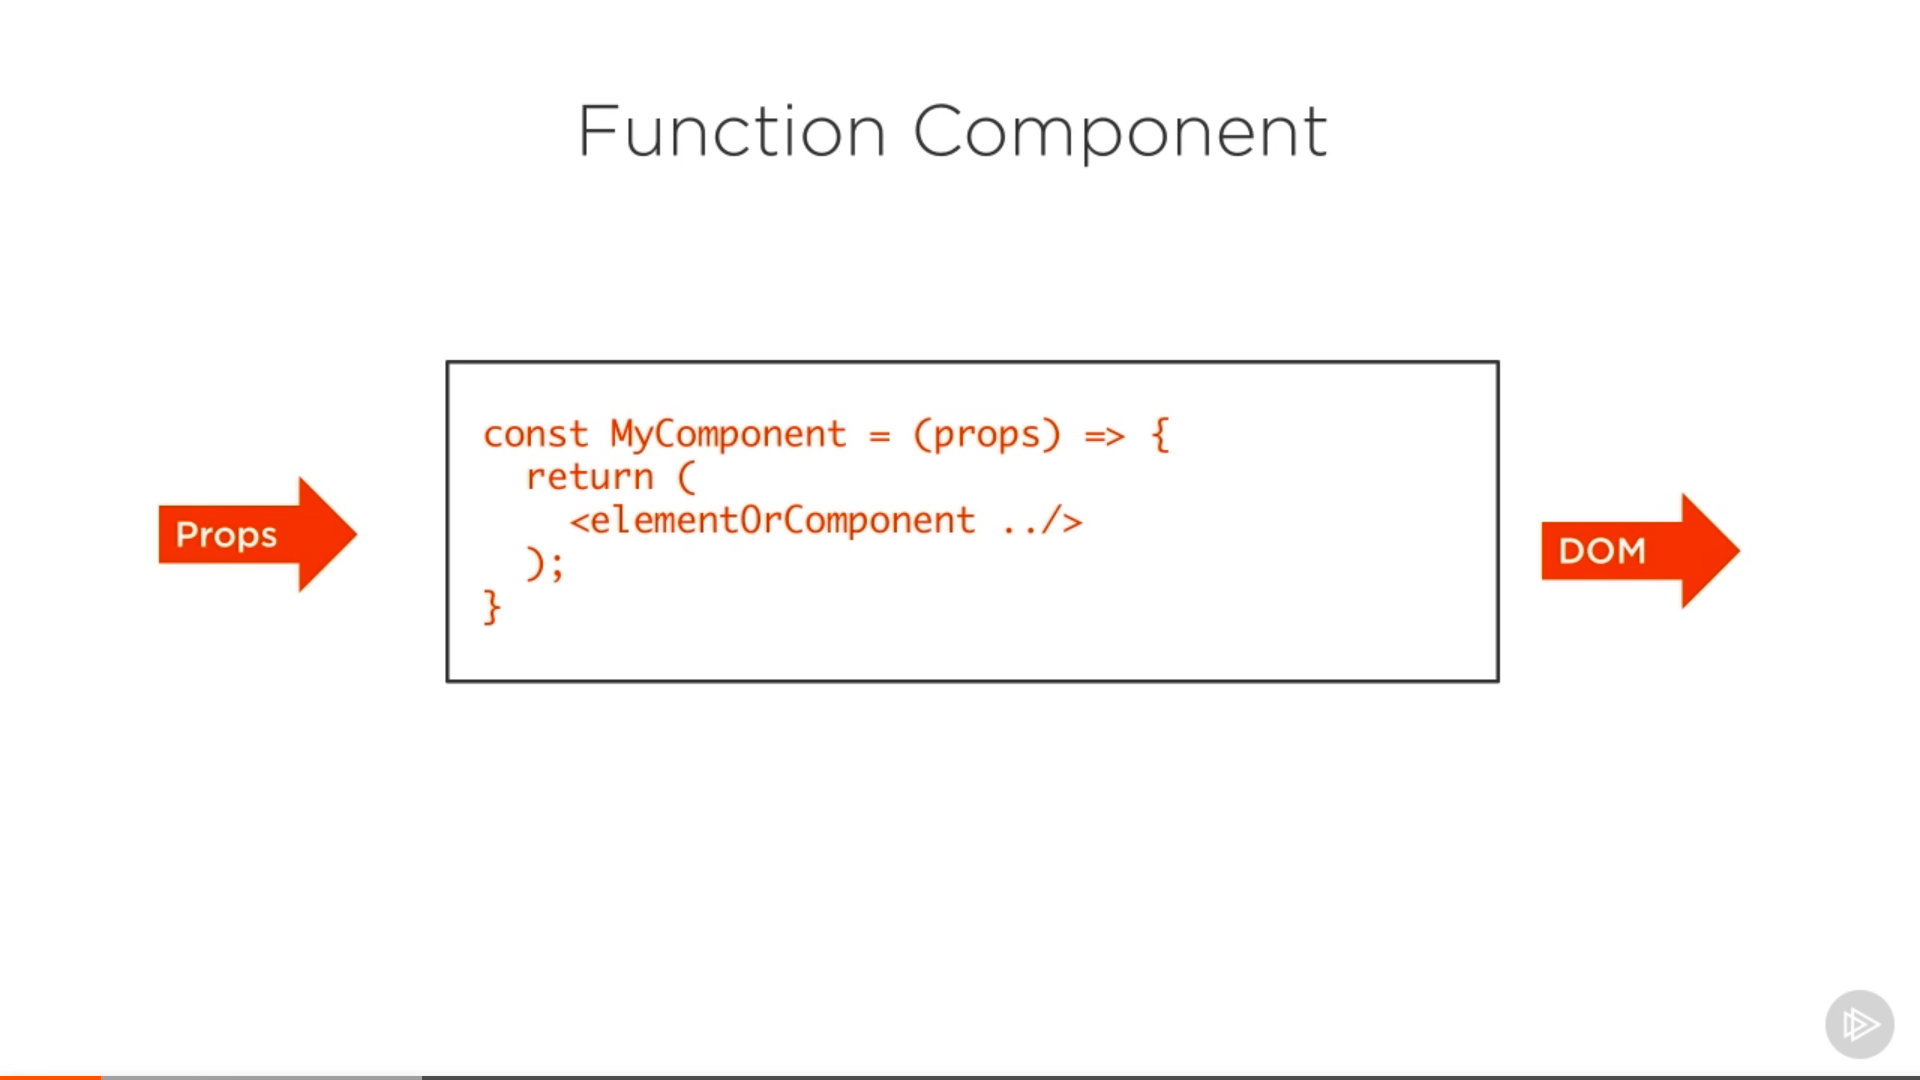 Function Component
Props
const MyComponent = (props) => {
  return (
    <elementOrComponent ../>
  );
}
DOM